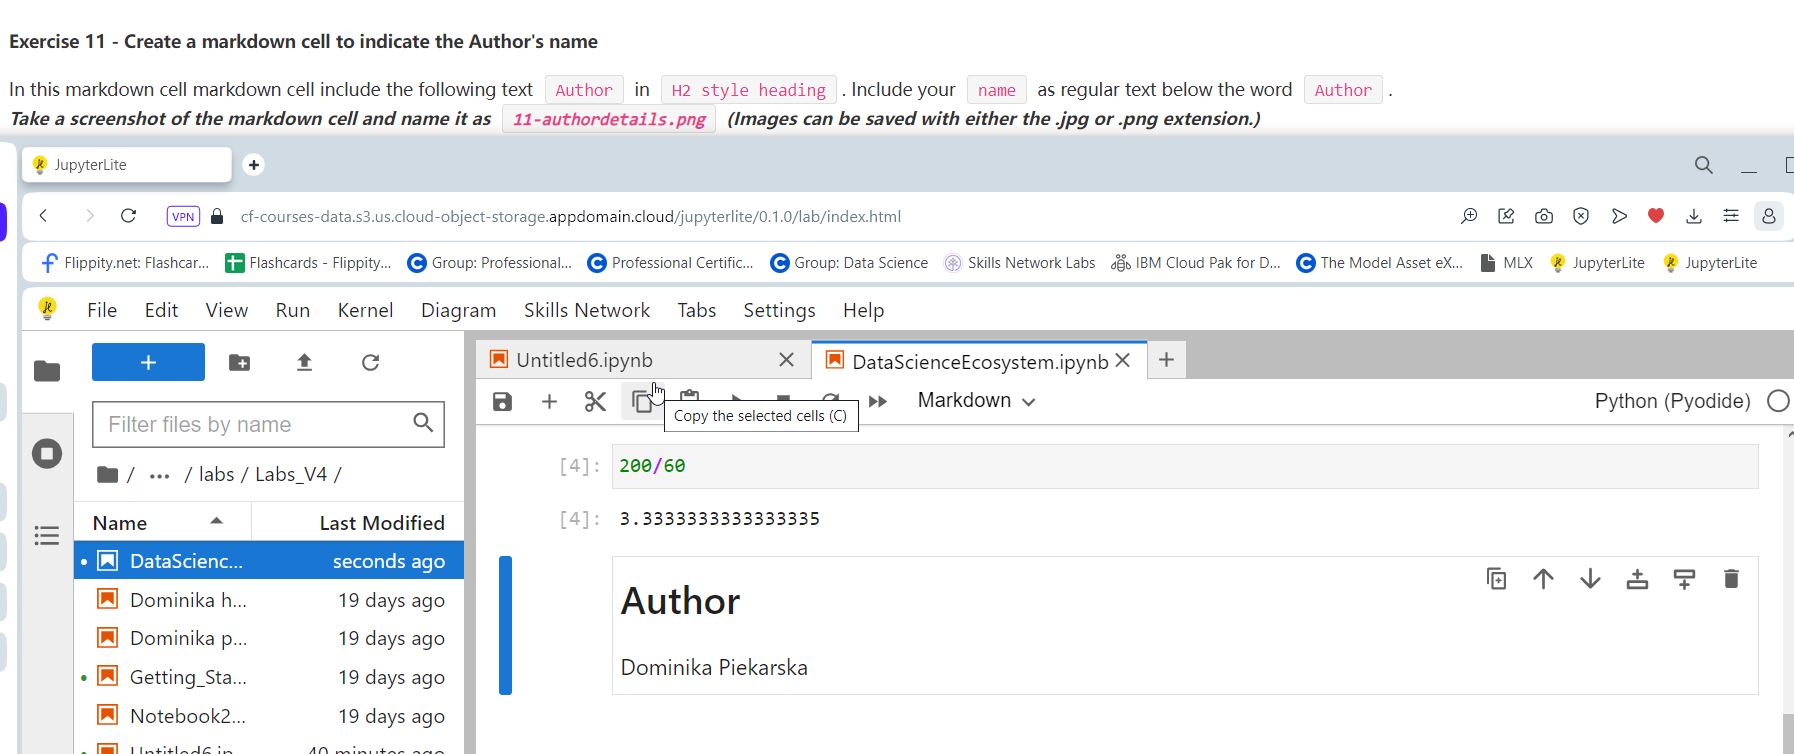 Exercise 11 - Create a markdown cell to indicate the Author's name
In this markdown cell markdown cell include the following text Author in H2 style heading . Include your name as regular text below the word Author .
Take a screenshot of the markdown cell and name it as 11-authordetails.png (Images can be saved with either the .jpg or .png extension.)
JupyterLite
VPN cf-courses-data.s3.us.cloud-object-storage.appdomain.cloud/jupyterlite/0.1.0/lab/index.html
Flippity.net: Flashcar... Flashcards - Flippity... Group: Professional... Professional Certific... Group: Data Science Skills Network Labs IBM Cloud Pak for D... The Model Asset eX... MLX JupyterLite JupyterLite
File Edit View Run Kernel Diagram Skills Network Tabs Settings Help
Untitled6.ipynb DataScienceEcosystem.ipynb
Markdown Python (Pyodide)
Copy the selected cells (C)
Filter files by name
/ ... / labs / Labs_V4 /
Name Last Modified
DataScienc... seconds ago
Dominika h... 19 days ago
Dominika p... 19 days ago
Getting_Sta... 19 days ago
Notebook2... 19 days ago
Untitled6.ip... 40 minutes ago
[4]: 200/60
[4]: 3.3333333333333335
Author
Dominika Piekarska